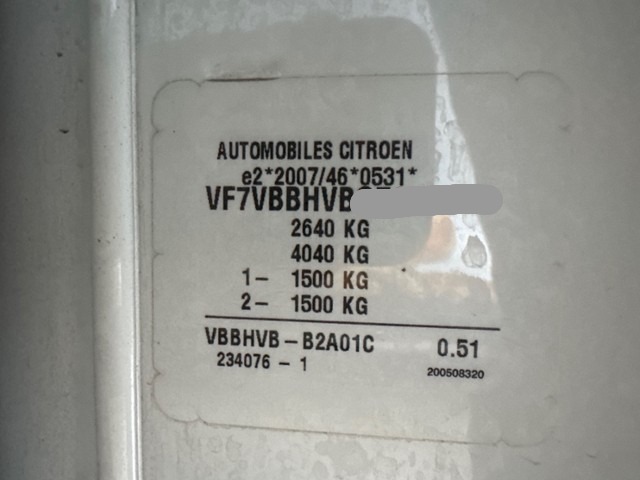 AUTOMOBILES CITROEN
e2*2007/46*0531*
VF7VBBHVB
2640 KG
4040 KG
1- 1500 KG
2- 1500 KG
VBBHVB-B2A01C 0.51
234076-1 200508320